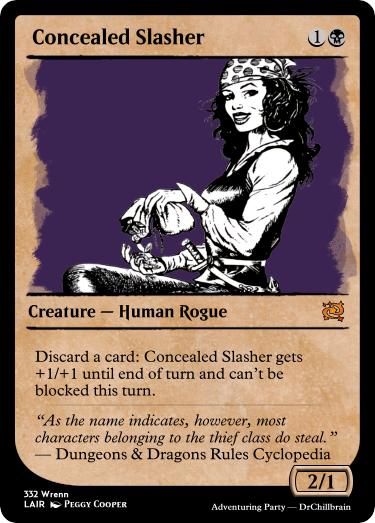 Concealed Slasher 1
Creature — Human Rogue
Discard a card: Concealed Slasher gets
+1/+1 until end of turn and can't be
blocked this turn.
“As the name indicates, however, most
characters belonging to the thief class do steal.”
— Dungeons & Dragons Rules Cyclopedia
2/1
332 Wrenn
LAIR Peggy Cooper
Adventuring Party — DrChillbrain